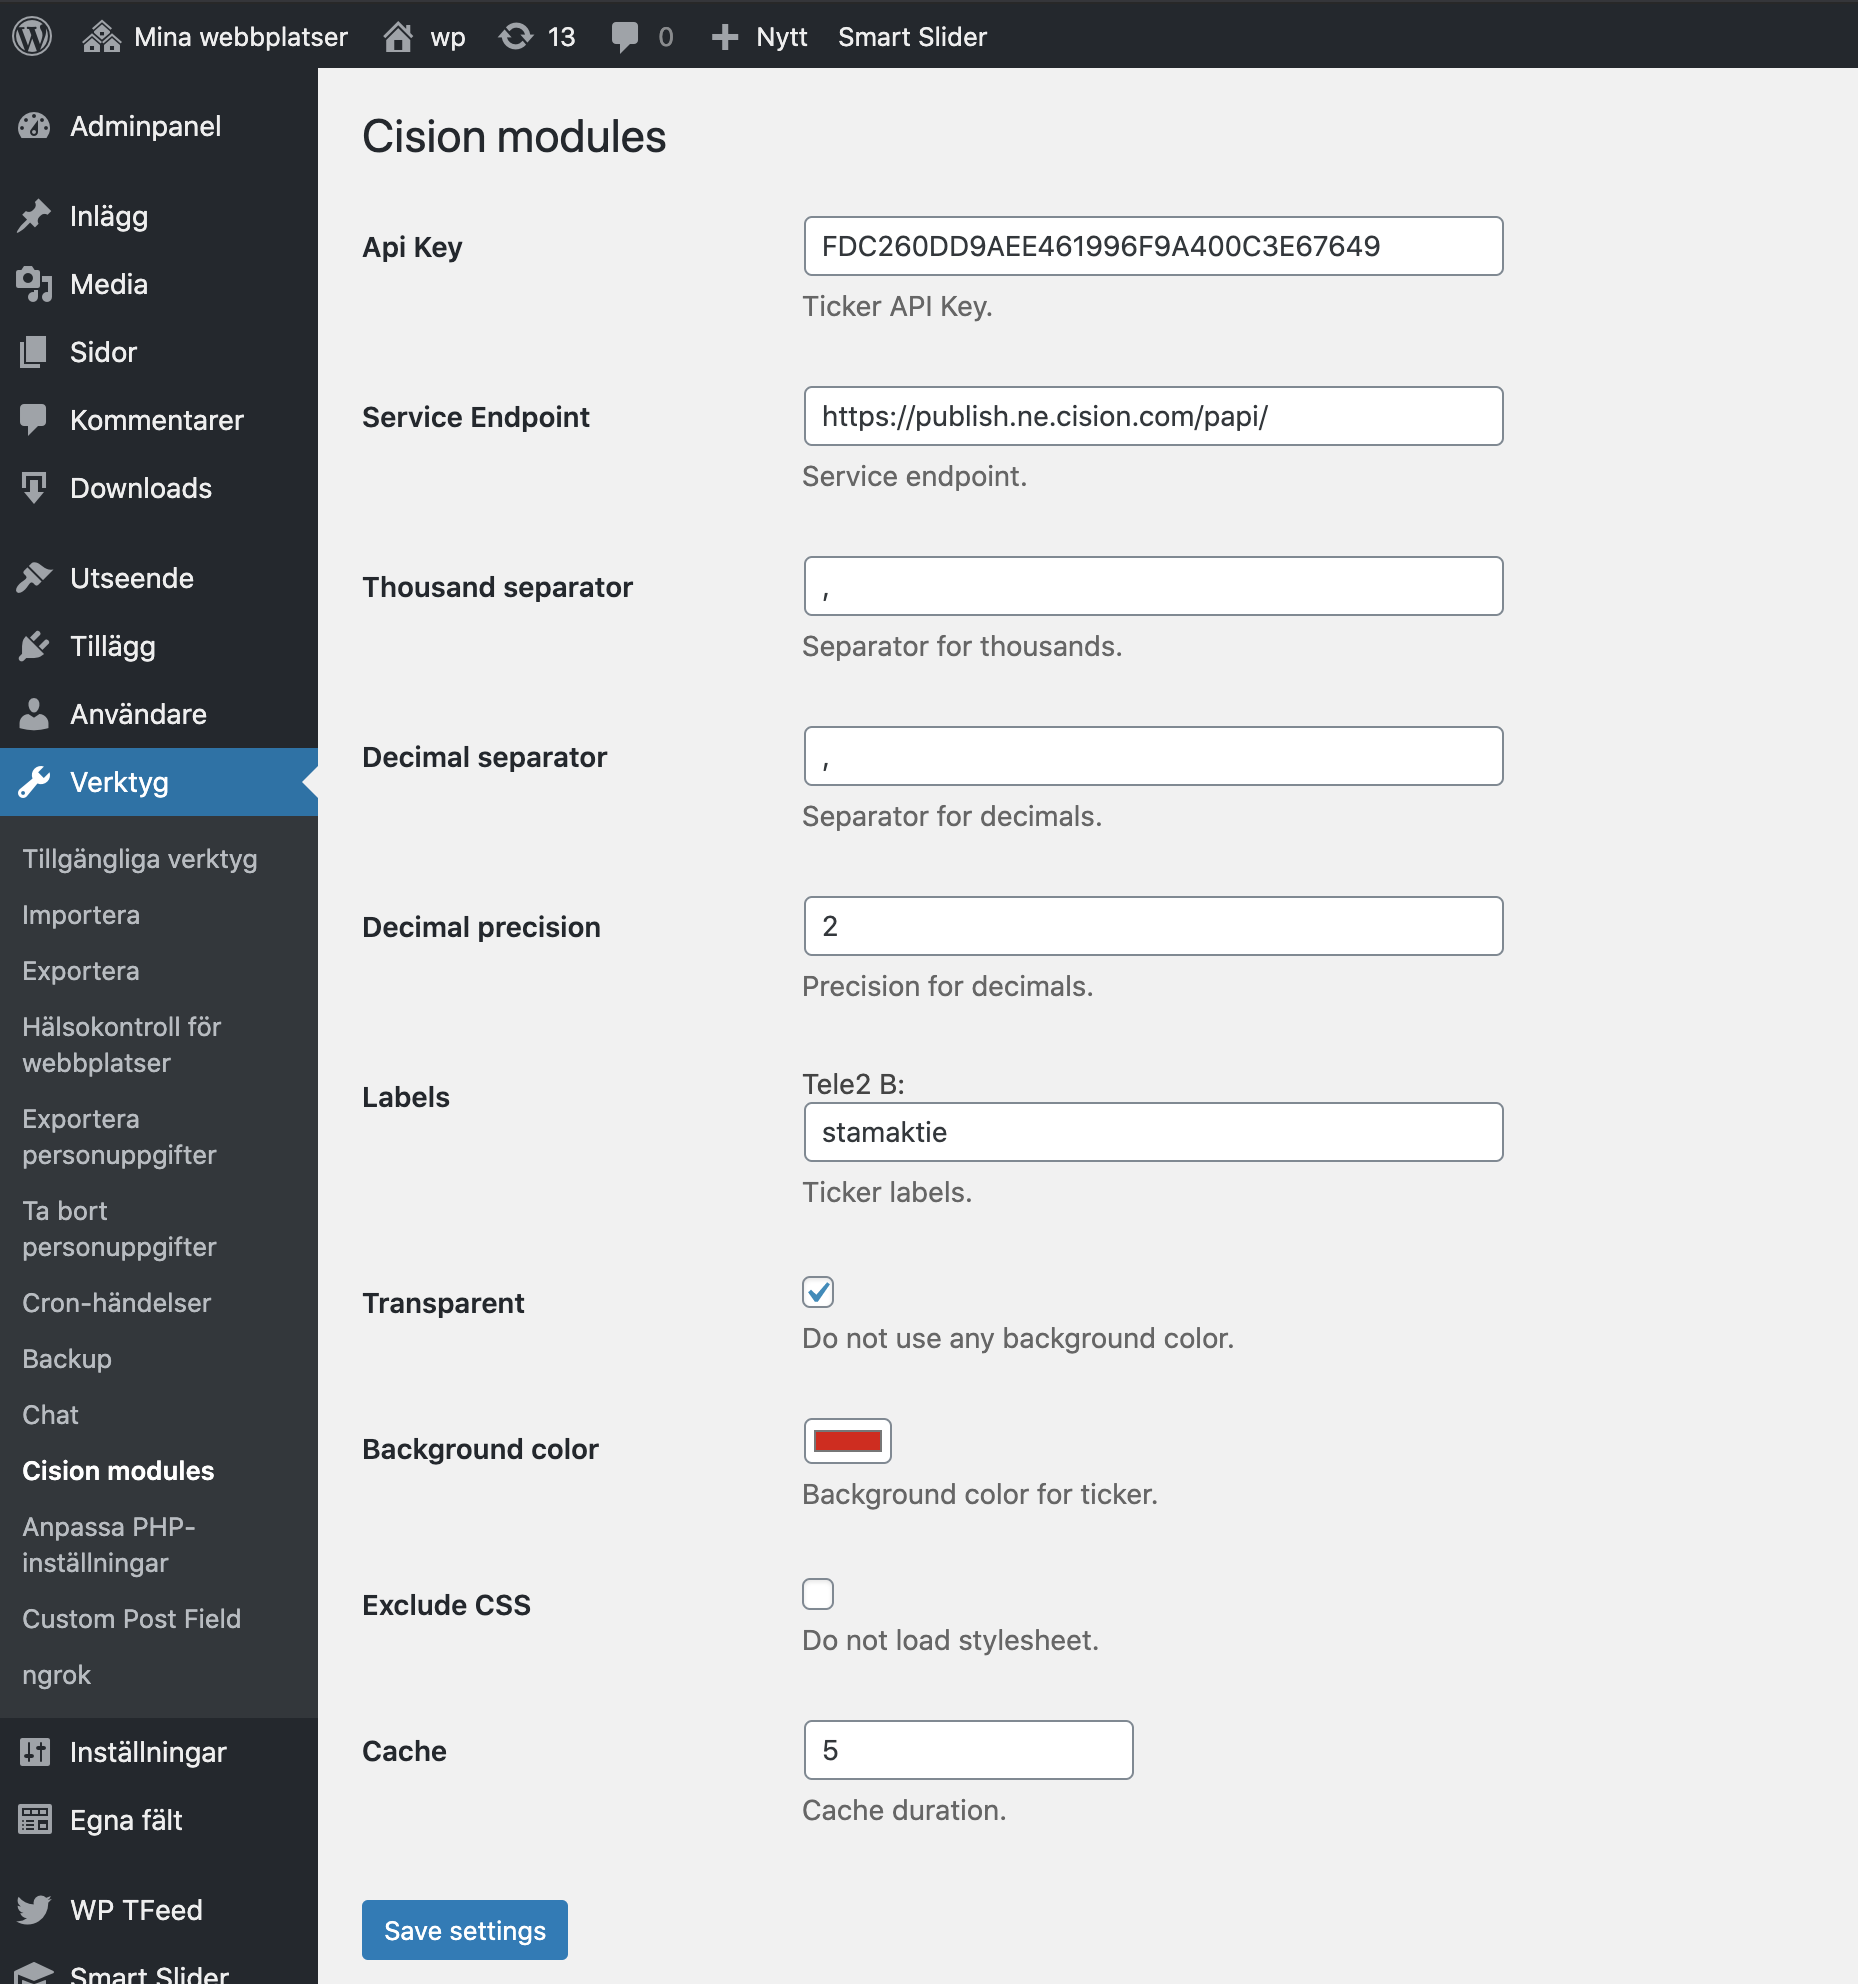 Mina webbplatser
wp
13
0
Nytt
Smart Slider
Adminpanel
Inlägg
Media
Sidor
Kommentarer
Downloads
Utseende
Tillägg
Användare
Verktyg
Tillgängliga verktyg
Importera
Exportera
Hälsokontroll för
webbplatser
Exportera
personuppgifter
Ta bort
personuppgifter
Cron-händelser
Backup
Chat
Cision modules
Anpassa PHP-
inställningar
Custom Post Field
ngrok
Inställningar
Egna fält
WP TFeed
Smart Slider
Cision modules
Api Key
FDC260DD9AEE461996F9A400C3E67649
Ticker API Key.
Service Endpoint
https://publish.ne.cision.com/papi/
Service endpoint.
Thousand separator
,
Separator for thousands.
Decimal separator
,
Separator for decimals.
Decimal precision
2
Precision for decimals.
Labels
Tele2 B:
stamaktie
Ticker labels.
Transparent
Do not use any background color.
Background color
Background color for ticker.
Exclude CSS
Do not load stylesheet.
Cache
5
Cache duration.
Save settings